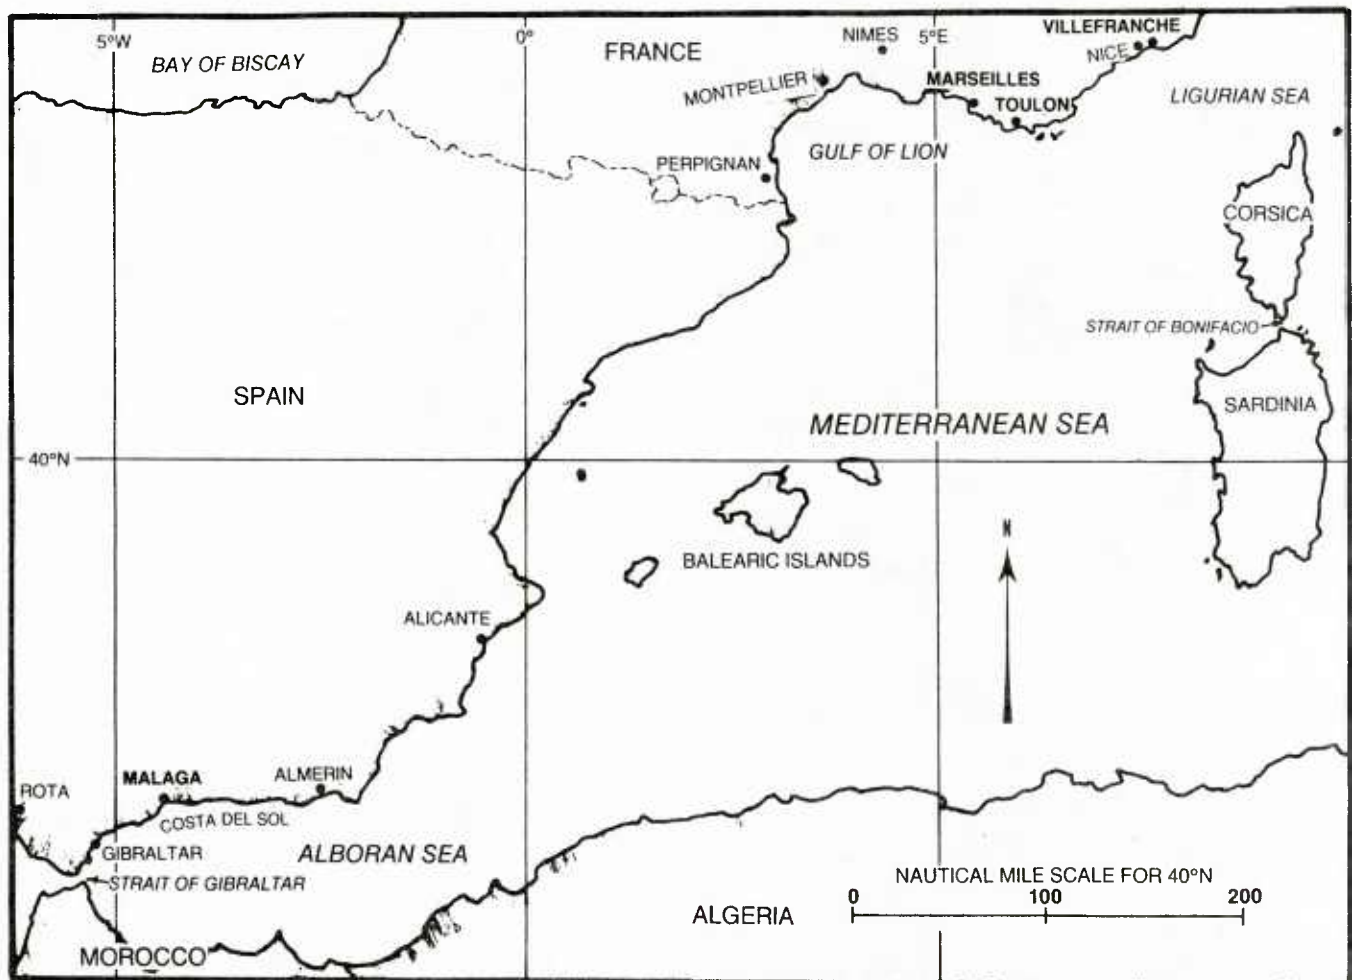 5°W
0°
5°E
BAY OF BISCAY
FRANCE
NIMES
VILLEFRANCHE
NICE
MONTPELLIER
MARSEILLES
TOULON
LIGURIAN SEA
GULF OF LION
PERPIGNAN
CORSICA
STRAIT OF BONIFACIO
SPAIN
SARDINIA
MEDITERRANEAN SEA
40°N
N
BALEARIC ISLANDS
ALICANTE
MALAGA
ALMERIN
ROTA
COSTA DEL SOL
GIBRALTAR
ALBORAN SEA
STRAIT OF GIBRALTAR
NAUTICAL MILE SCALE FOR 40°N
0 100 200
ALGERIA
MOROCCO